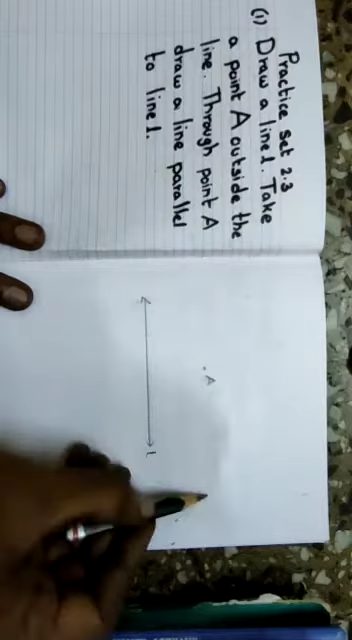 Practice Set 2.3
(1) Draw a line l. Take
a point A outside the
line. Through point A
draw a line parallel
to line l.
A
l